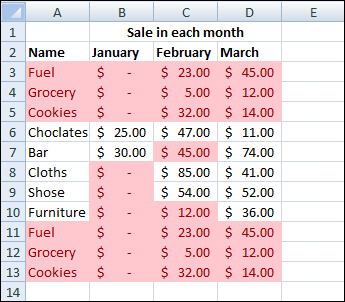 A B C D E
1 Sale in each month
2 Name January February March
3 Fuel $ - $ 23.00 $ 45.00
4 Grocery $ - $ 5.00 $ 12.00
5 Cookies $ - $ 32.00 $ 14.00
6 Choclates $ 25.00 $ 47.00 $ 11.00
7 Bar $ 30.00 $ 45.00 $ 74.00
8 Cloths $ - $ 85.00 $ 41.00
9 Shose $ - $ 54.00 $ 52.00
10 Furniture $ - $ 12.00 $ 36.00
11 Fuel $ - $ 23.00 $ 45.00
12 Grocery $ - $ 5.00 $ 12.00
13 Cookies $ - $ 32.00 $ 14.00
14